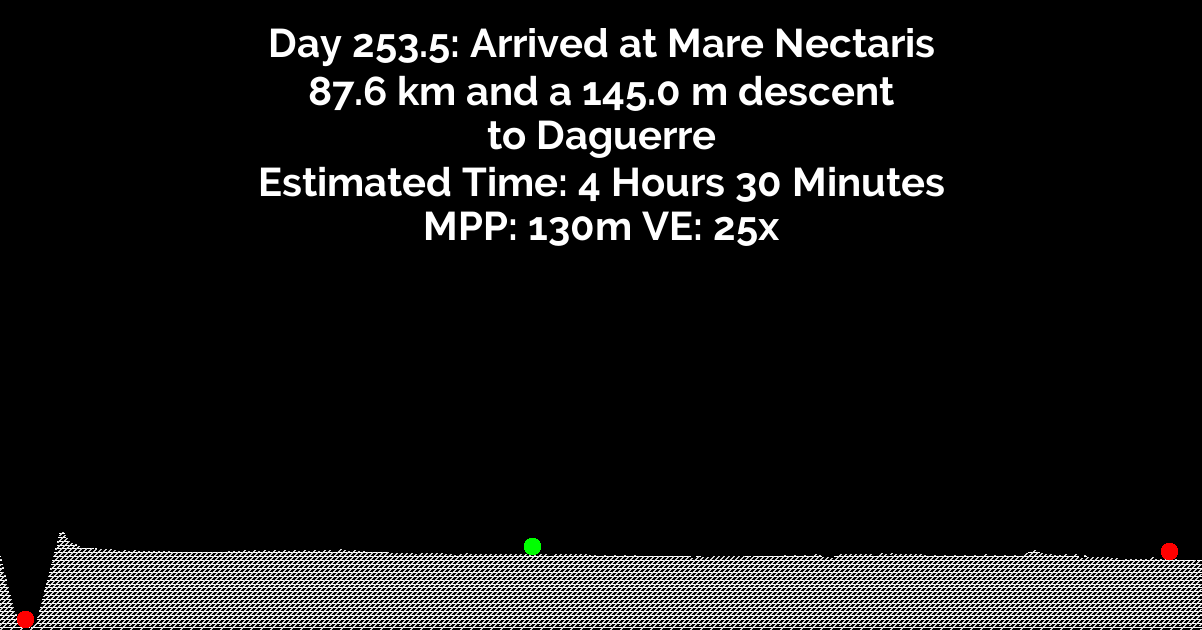 Day 253.5: Arrived at Mare Nectaris
87.6 km and a 145.0 m descent
to Daguerre
Estimated Time: 4 Hours 30 Minutes
MPP: 130m VE: 25x